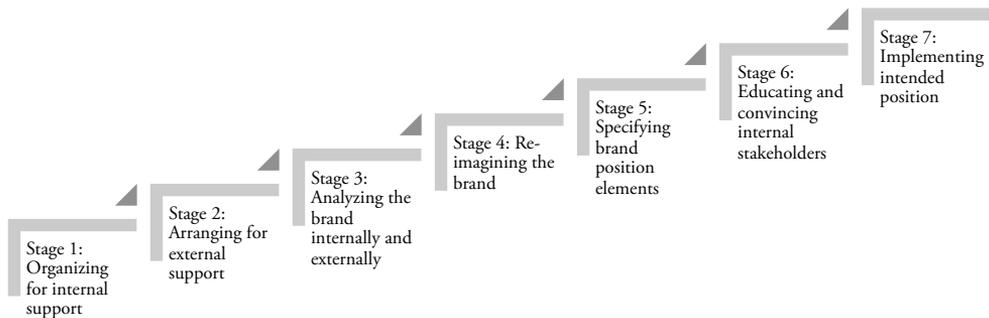 Stage 1:
Organizing
for internal
support
Stage 2:
Arranging for
external
support
Stage 3:
Analyzing the
brand
internally and
externally
Stage 4: Re-
imagining the
brand
Stage 5:
Specifying
brand
position
elements
Stage 6:
Educating and
convincing
internal
stakeholders
Stage 7:
Implementing
intended
position